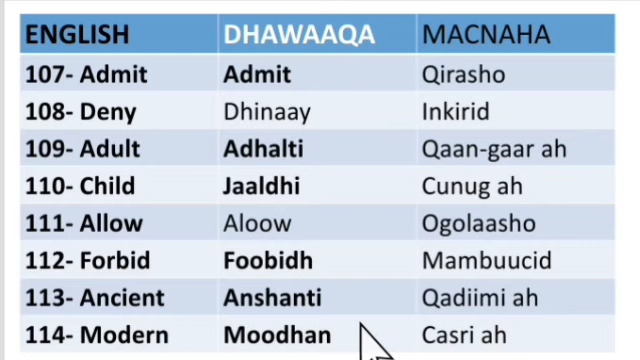 ENGLISH DHAWAAQA MACNAHA
107- Admit Admit Qirasho
108- Deny Dhinaay Inkirid
109- Adult Adhalti Qaan-gaar ah
110- Child Jaaldhi Cunug ah
111- Allow Aloow Ogolaasho
112- Forbid Foobidh Mambuucid
113- Ancient Anshanti Qadiimi ah
114- Modern Moodhan Casri ah